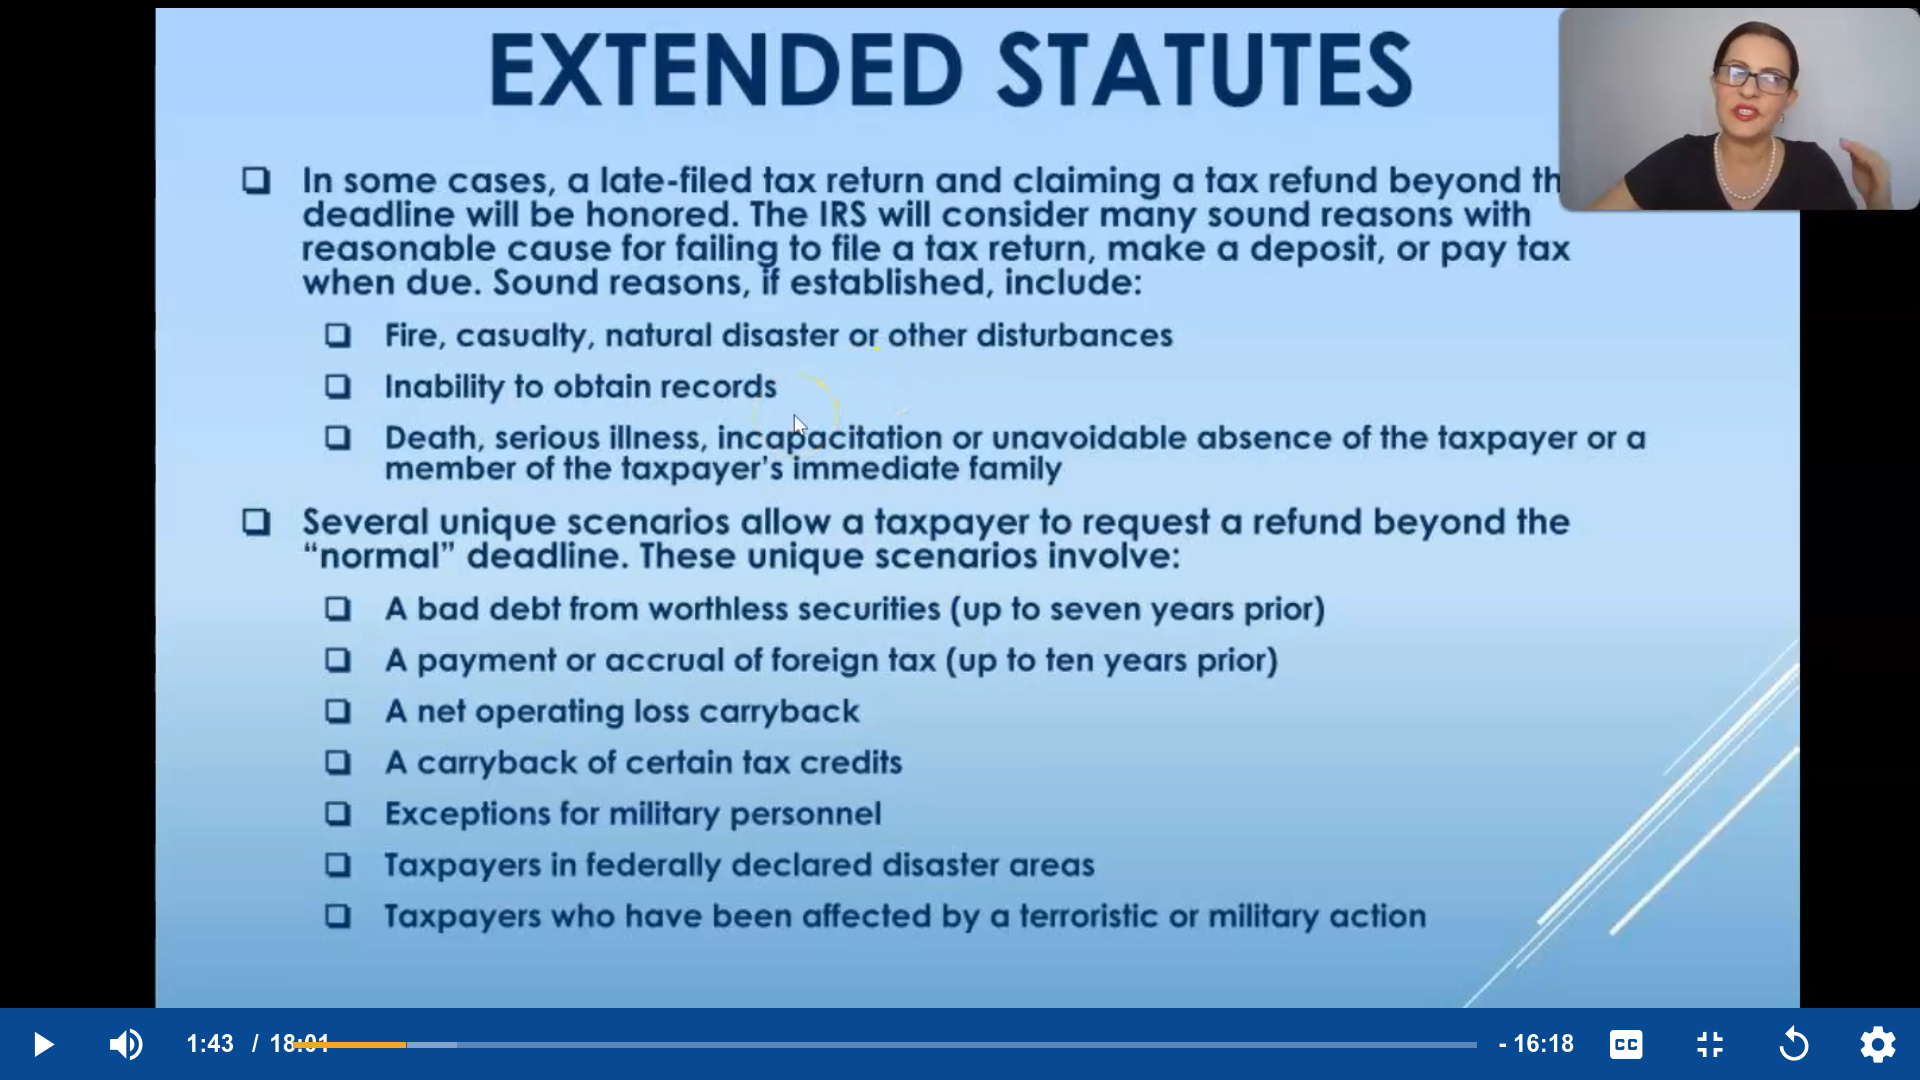 EXTENDED STATUTES
In some cases, a late-filed tax return and claiming a tax refund beyond th
deadline will be honored. The IRS will consider many sound reasons with
reasonable cause for failing to file a tax return, make a deposit, or pay tax
when due. Sound reasons, if established, include:
Fire, casualty, natural disaster or other disturbances
Inability to obtain records
Death, serious illness, incapacitation or unavoidable absence of the taxpayer or a
member of the taxpayer's immediate family
Several unique scenarios allow a taxpayer to request a refund beyond the
“normal” deadline. These unique scenarios involve:
A bad debt from worthless securities (up to seven years prior)
A payment or accrual of foreign tax (up to ten years prior)
A net operating loss carryback
A carryback of certain tax credits
Exceptions for military personnel
Taxpayers in federally declared disaster areas
Taxpayers who have been affected by a terroristic or military action
1:43 / 18:01 - 16:18 CC